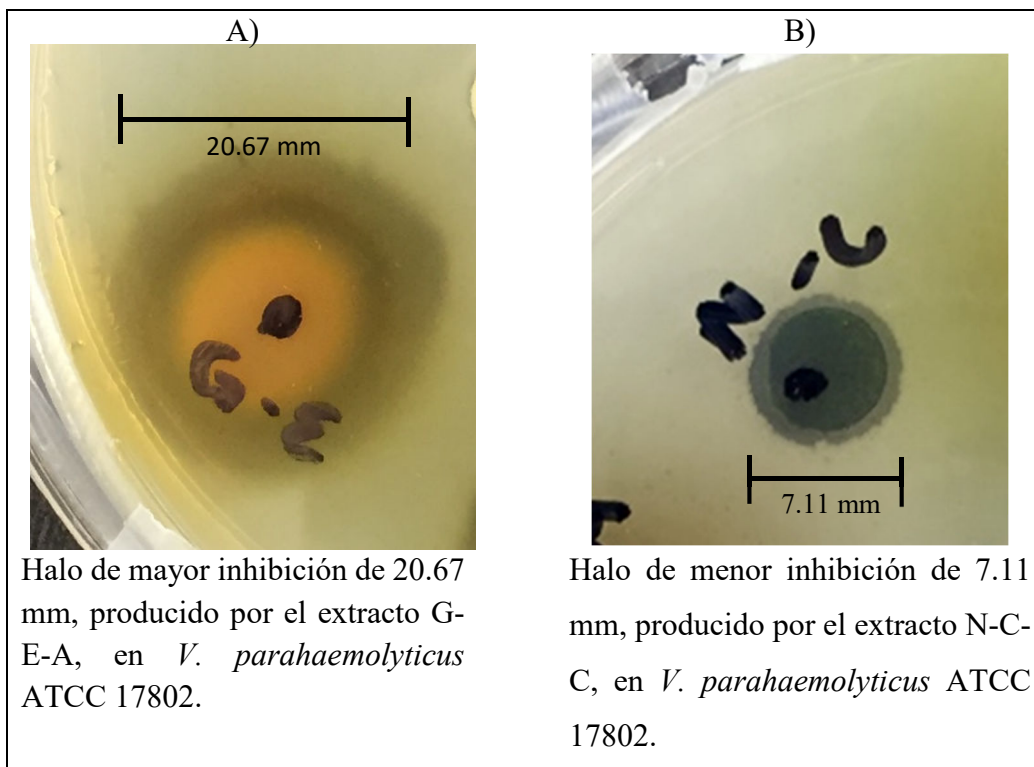 A)
20.67 mm
G-E
Halo de mayor inhibición de 20.67
mm, producido por el extracto G-
E-A, en V. parahaemolyticus
ATCC 17802.
B)
N-C
7.11 mm
Halo de menor inhibición de 7.11
mm, producido por el extracto N-C-
C, en V. parahaemolyticus ATCC
17802.